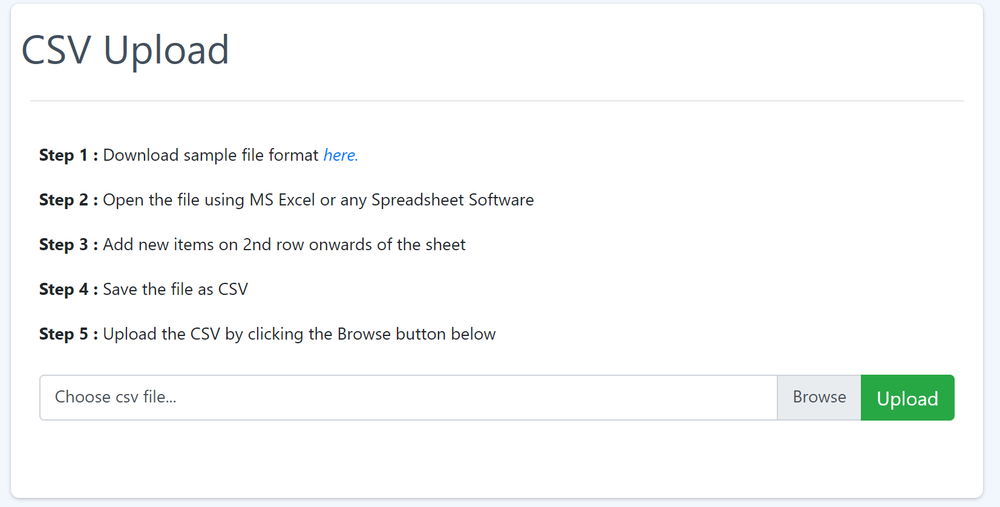 CSV Upload
Step 1 : Download sample file format here.
Step 2 : Open the file using MS Excel or any Spreadsheet Software
Step 3 : Add new items on 2nd row onwards of the sheet
Step 4 : Save the file as CSV
Step 5 : Upload the CSV by clicking the Browse button below
Choose csv file... Browse Upload